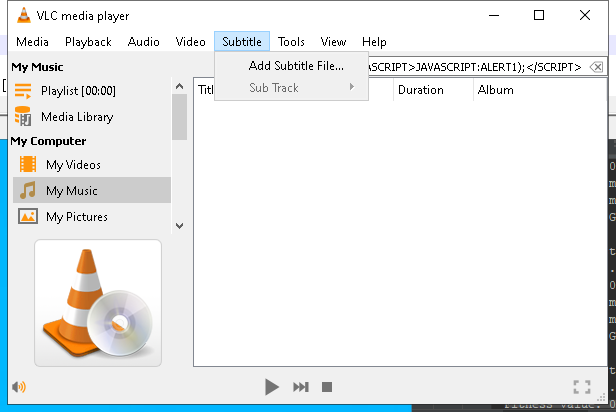 VLC media player
Media Playback Audio Video Subtitle Tools View Help
My Music
Add Subtitle File...
ASCRIPT>JAVASCRIPT:ALERT1);</SCRIPT>
Playlist [00:00]
Sub Track
Titl
Duration
Album
Media Library
My Computer
My Videos
My Music
My Pictures